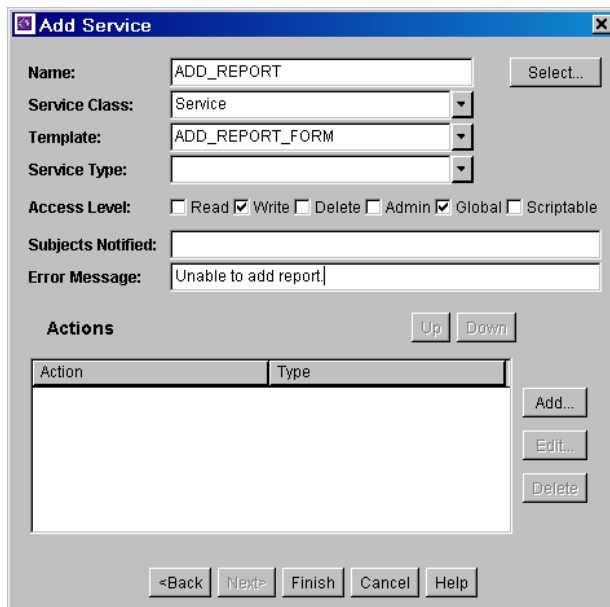 Add Service
Name: ADD_REPORT Select...
Service Class: Service
Template: ADD_REPORT_FORM
Service Type:
Access Level: Read Write Delete Admin Global Scriptable
Subjects Notified:
Error Message: Unable to add report.
Actions Up Down
Action Type
Add...
Edit...
Delete
<Back Next> Finish Cancel Help